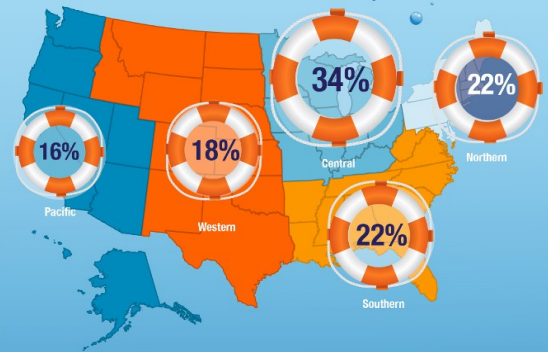 34%
22%
16%
18%
Central
Northern
Pacific
Western
22%
Southern